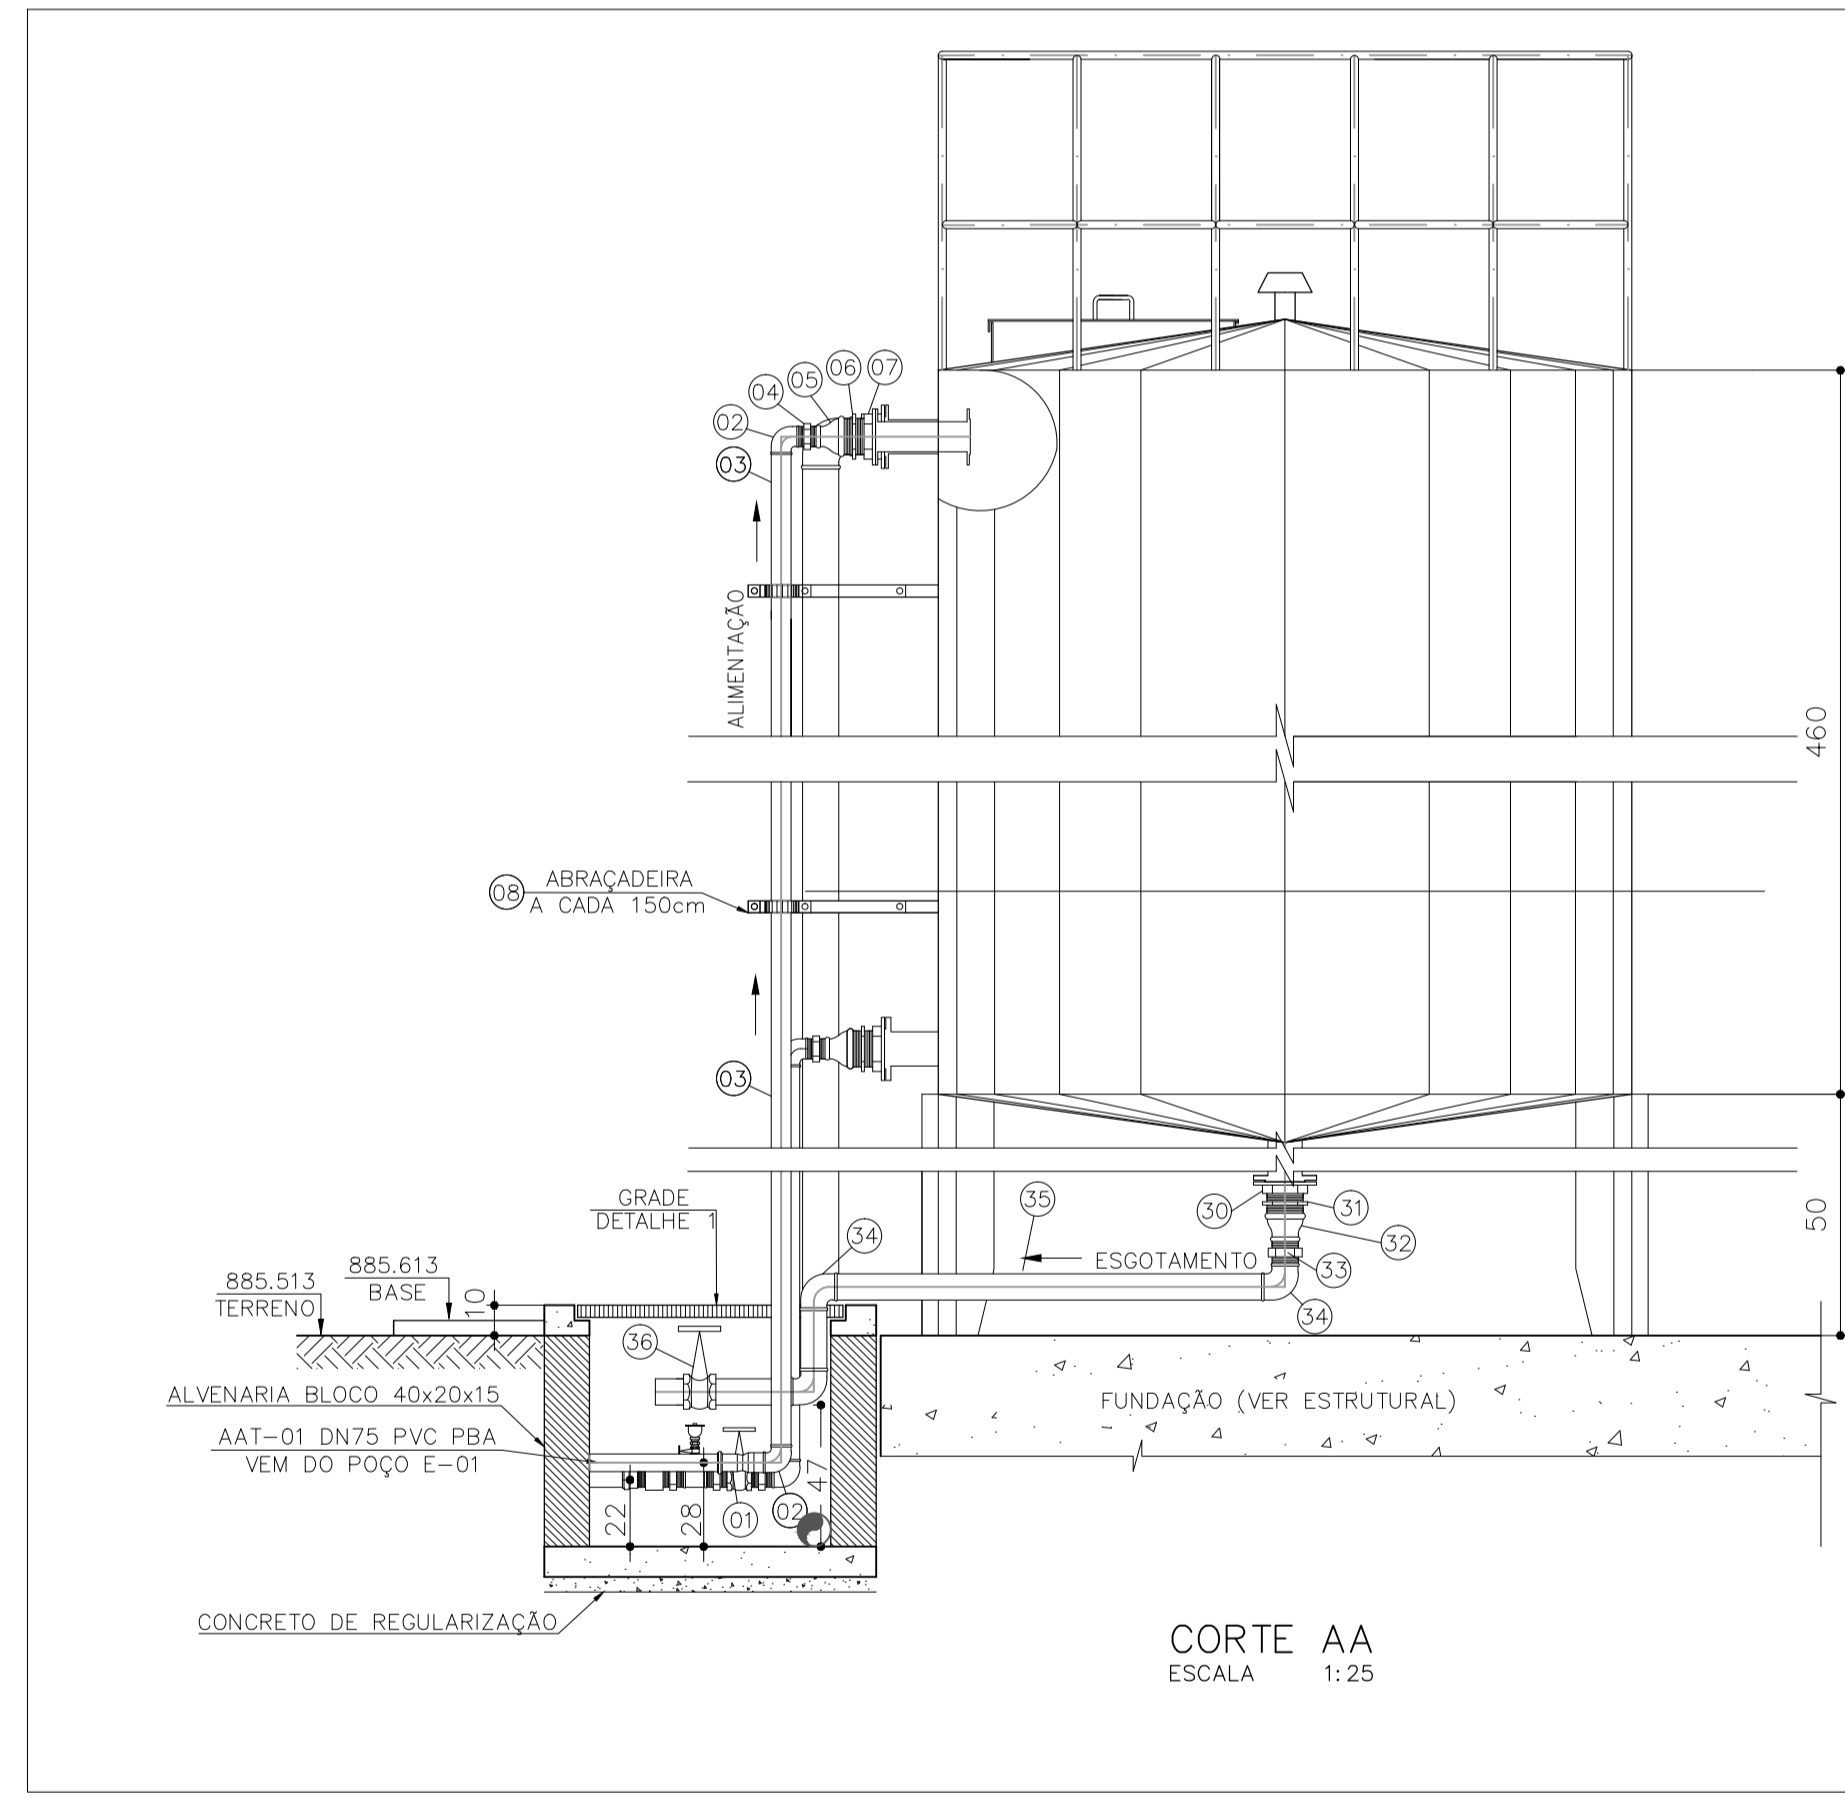 06
07
05
04
02
03
ALIMENTAÇÃO
460
08
ABRAÇADEIRA
A CADA 150cm
03
GRADE
DETALHE 1
35
30
31
34
ESGOTAMENTO
32
33
34
50
885.513
TERRENO
885.613
BASE
10
36
ALVENARIA BLOCO 40x20x15
FUNDAÇÃO (VER ESTRUTURAL)
AAT-01 DN75 PVC PBA
VEM DO POÇO E-01
22
28
01
02
47
CONCRETO DE REGULARIZAÇÃO
CORTE AA
ESCALA 1:25